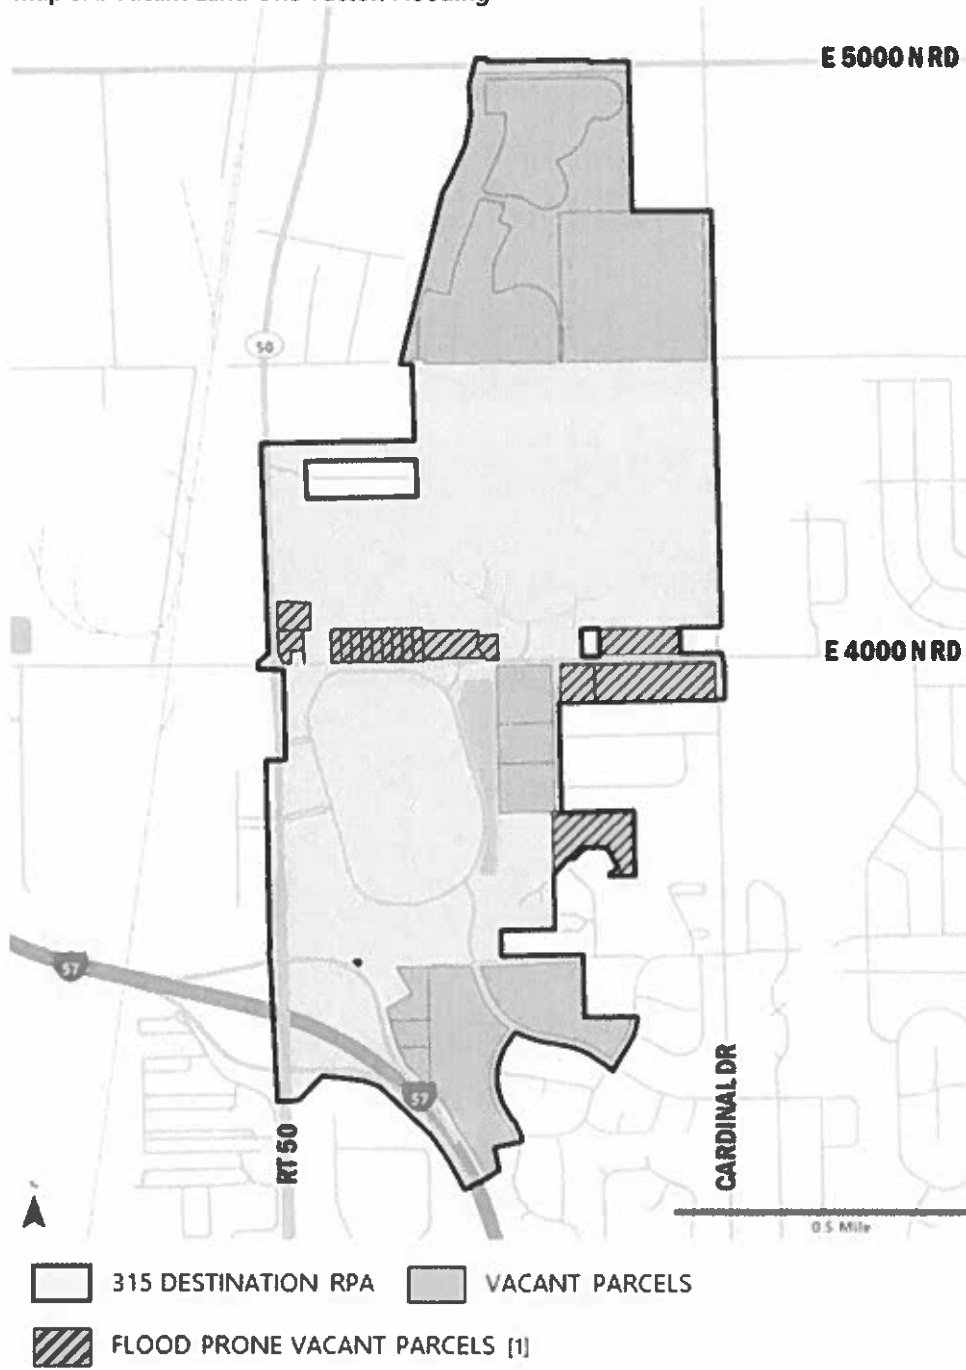 E 5000 N RD
50
E 4000 N RD
57
57
RT 50
CARDINAL DR
0.5 Mile
315 DESTINATION RPA
VACANT PARCELS
FLOOD PRONE VACANT PARCELS [1]